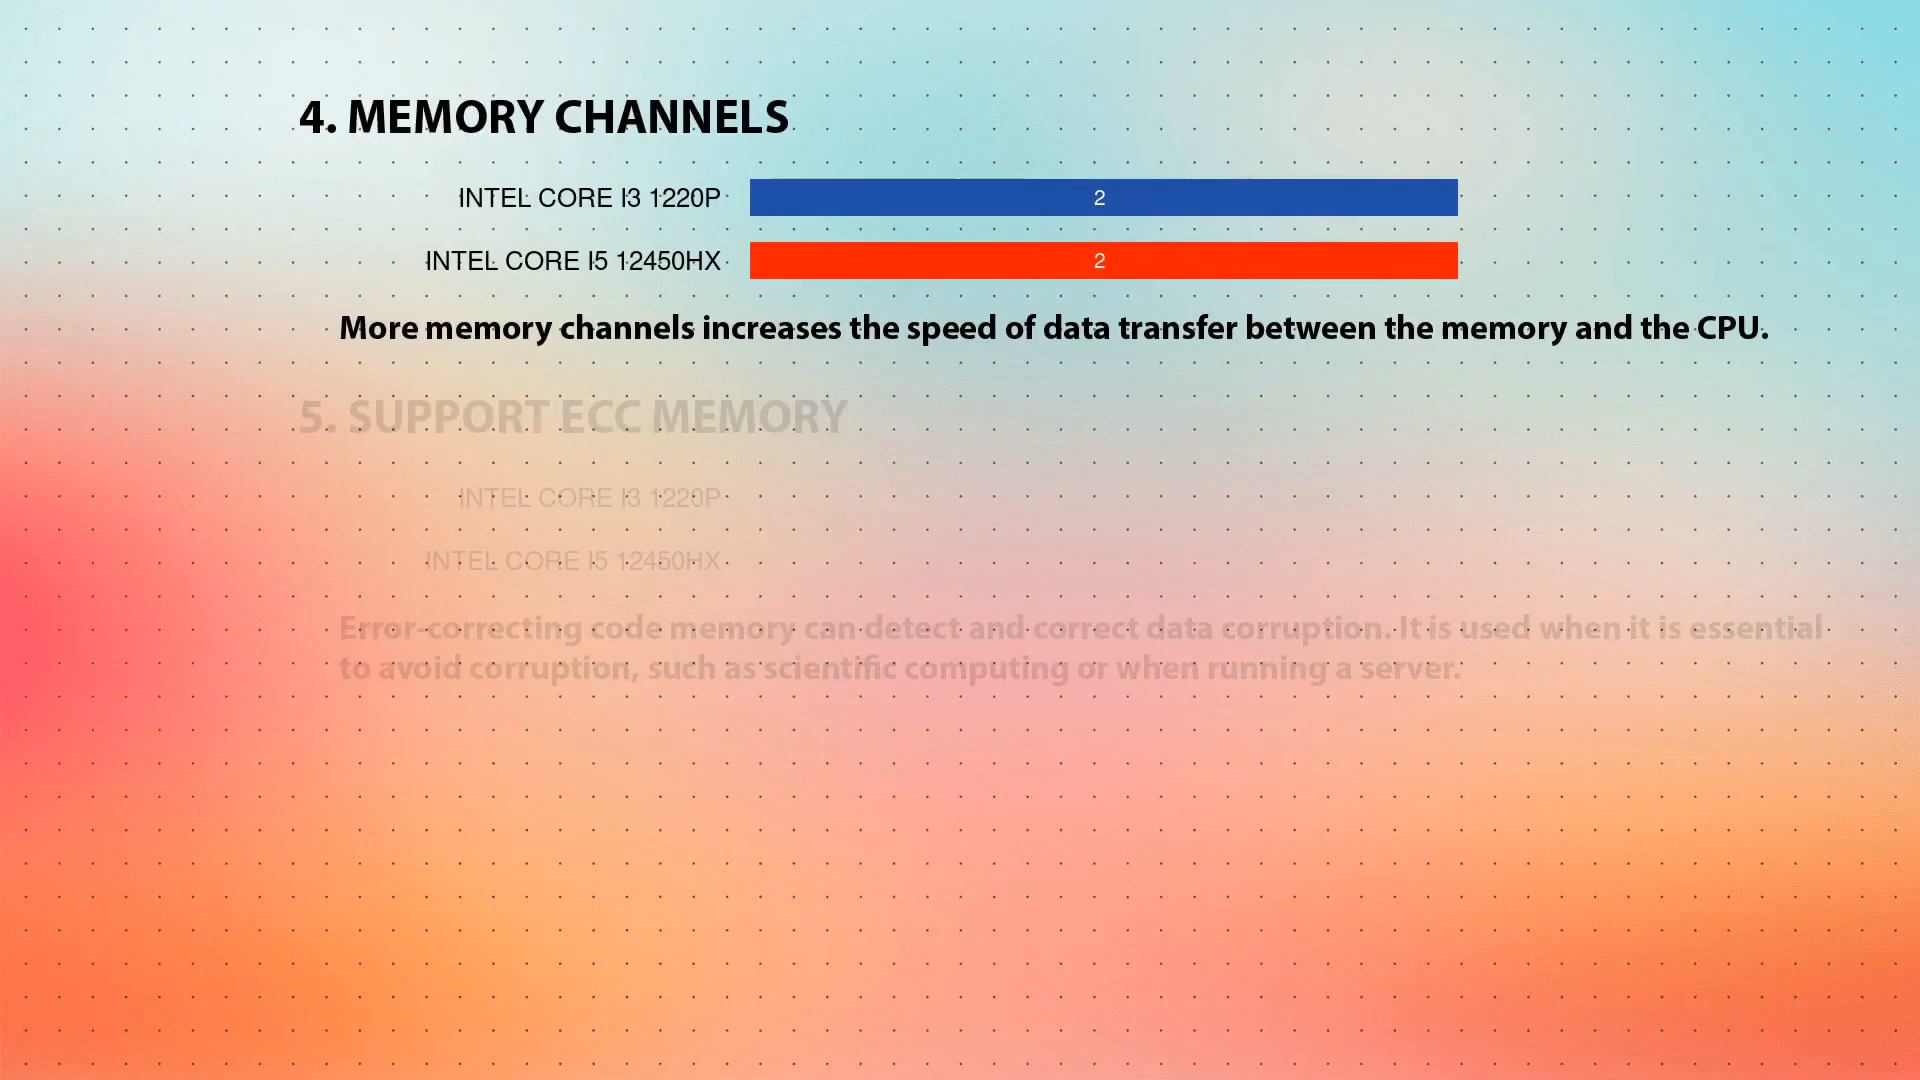 4. MEMORY CHANNELS
INTEL CORE I3 1220P
2
INTEL CORE I5 12450HX
2
More memory channels increases the speed of data transfer between the memory and the CPU.
5. SUPPORT ECC MEMORY
INTEL CORE I3 1220P
INTEL CORE I5 12450HX
Error-correcting code memory can detect and correct data corruption. It is used when it is essential
to avoid corruption, such as scientific computing or when running a server.